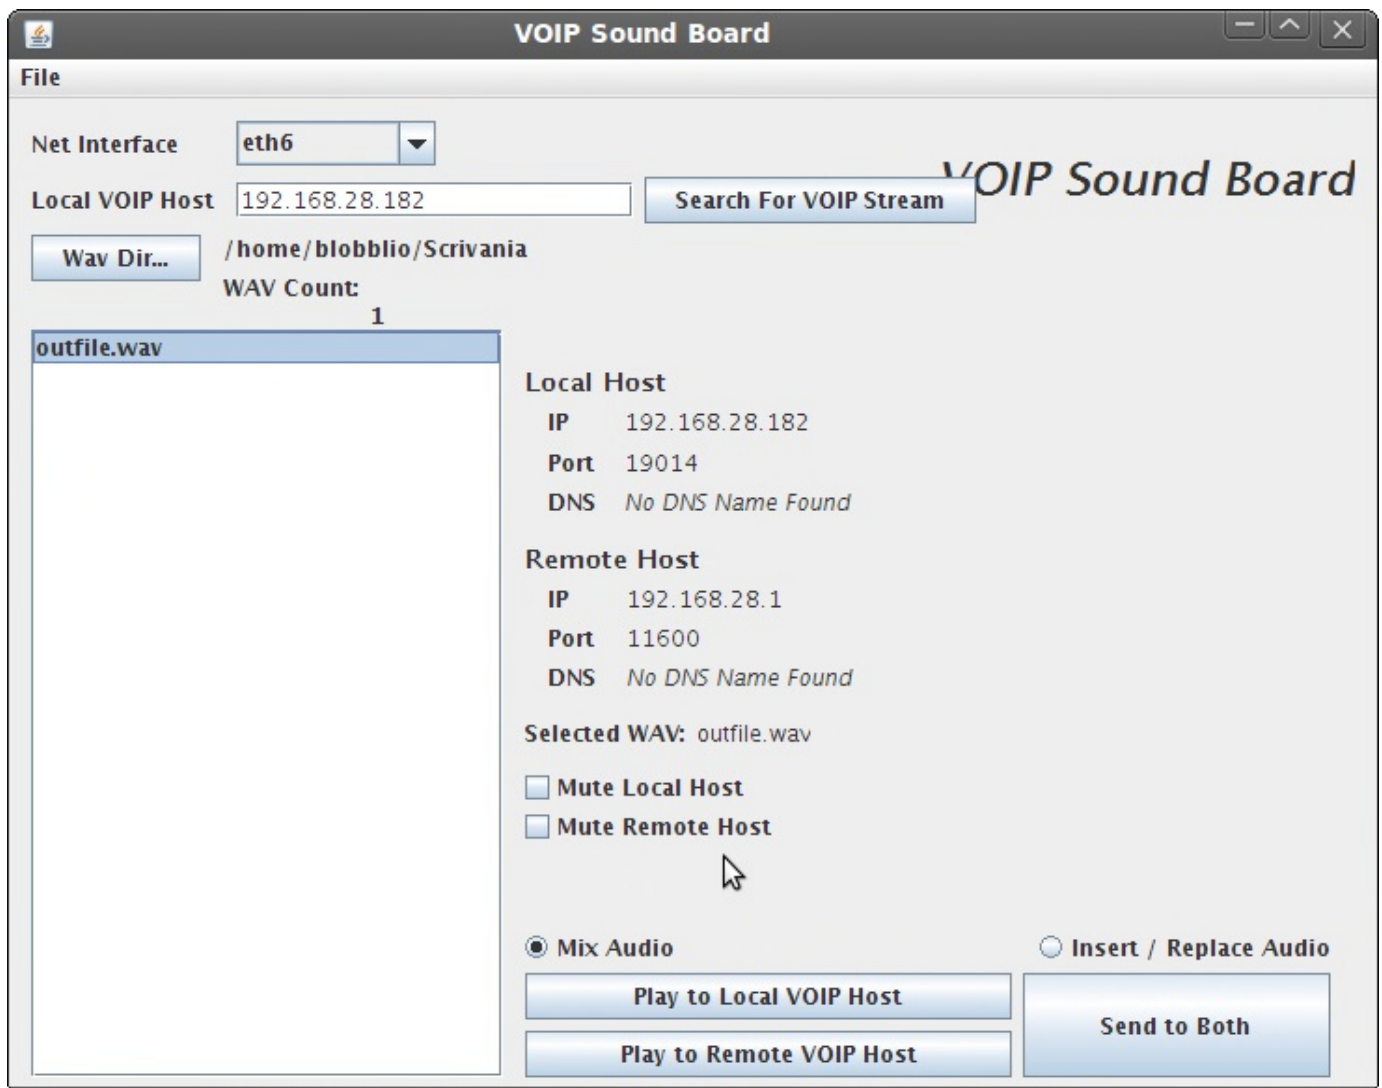 VOIP Sound Board
File
Net Interface eth6
VOIP Sound Board
Local VOIP Host 192.168.28.182 Search For VOIP Stream
Wav Dir... /home/blobblio/Scrivania
WAV Count:
1
outfile.wav
Local Host
IP 192.168.28.182
Port 19014
DNS No DNS Name Found
Remote Host
IP 192.168.28.1
Port 11600
DNS No DNS Name Found
Selected WAV: outfile.wav
Mute Local Host
Mute Remote Host
Mix Audio Insert / Replace Audio
Play to Local VOIP Host
Send to Both
Play to Remote VOIP Host